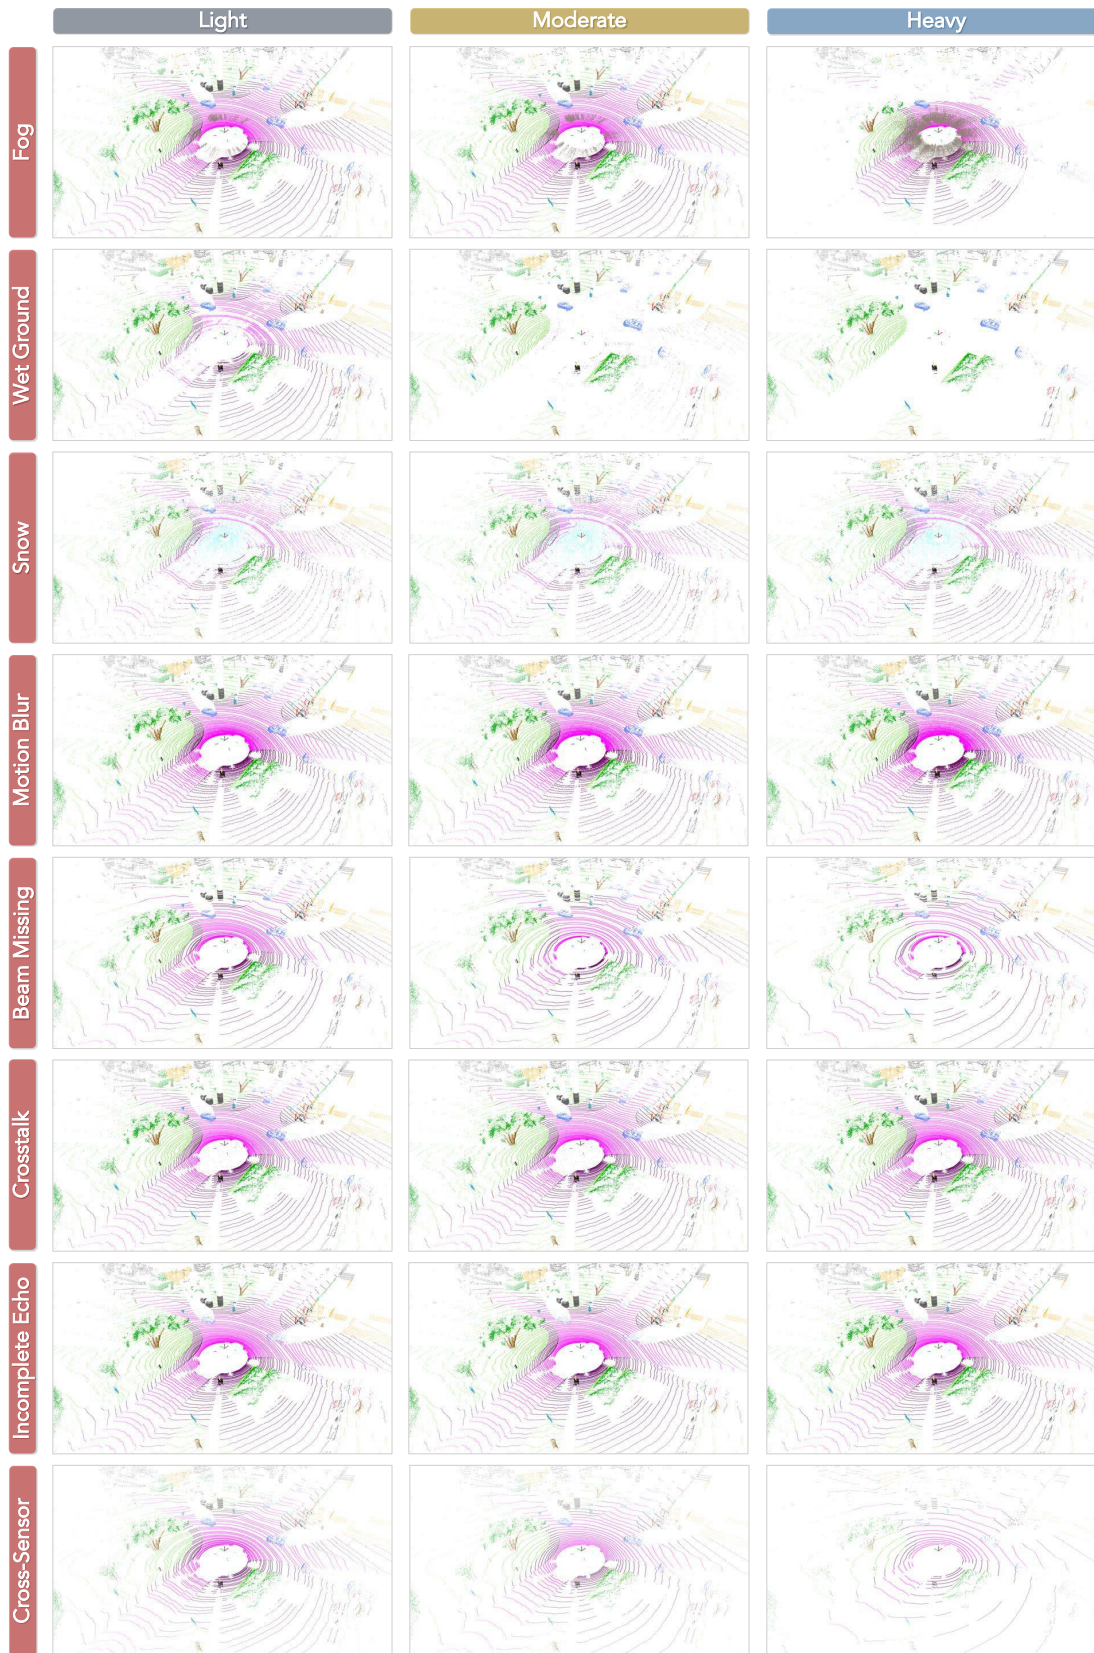 Light
Moderate
Heavy
Fog
Wet Ground
Snow
Motion Blur
Beam Missing
Crosstalk
Incomplete Echo
Cross-Sensor